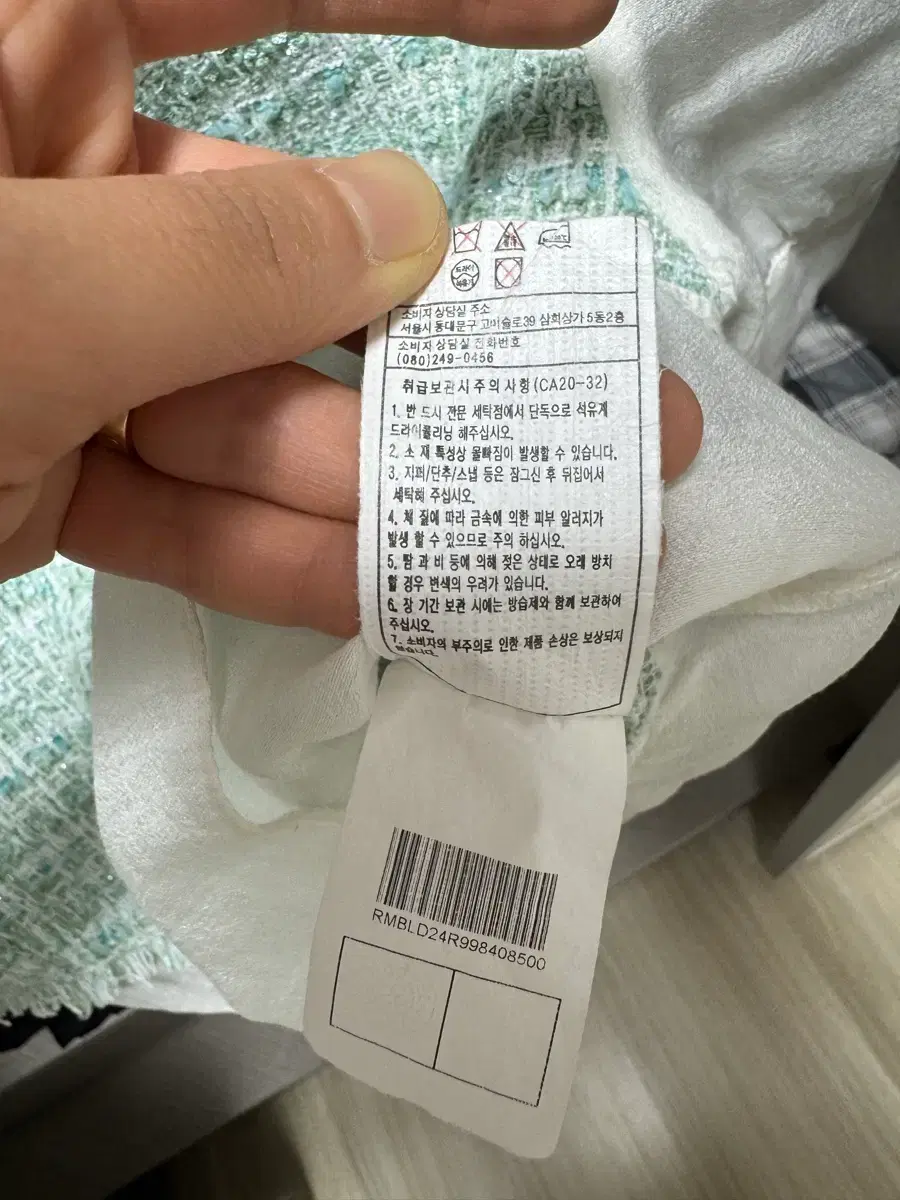 드라이
석유계
소비자 상담실 주소
서울시 동대문구 고미술로39 삼희상가 5동2층
소비자 상담실 전화번호
(080)249-0456
취급보관시주의사항(CA20-32)
1. 반 드시 전문 세탁점에서 단독으로 석유계
드라이클리닝 해주십시오.
2. 소 재 특성상 물빠짐이 발생할 수 있습니다.
3. 지퍼/단추/스냅 등은 잠그신 후 뒤집어서
세탁해 주십시오.
4. 체 질에 따라 금속에 의한 피부 알러지가
발생 할 수 있으므로 주의 하십시오.
5. 땀 과 비 등에 의해 젖은 상태로 오래 방치
할 경우 변색의 우려가 있습니다.
6. 장 기간 보관 시에는 방습제와 함께 보관하여
주십시오.
7. 소비자의 부주의로 인한 제품 손상은 보상되지
않습니다.
RMBLD24R998408500